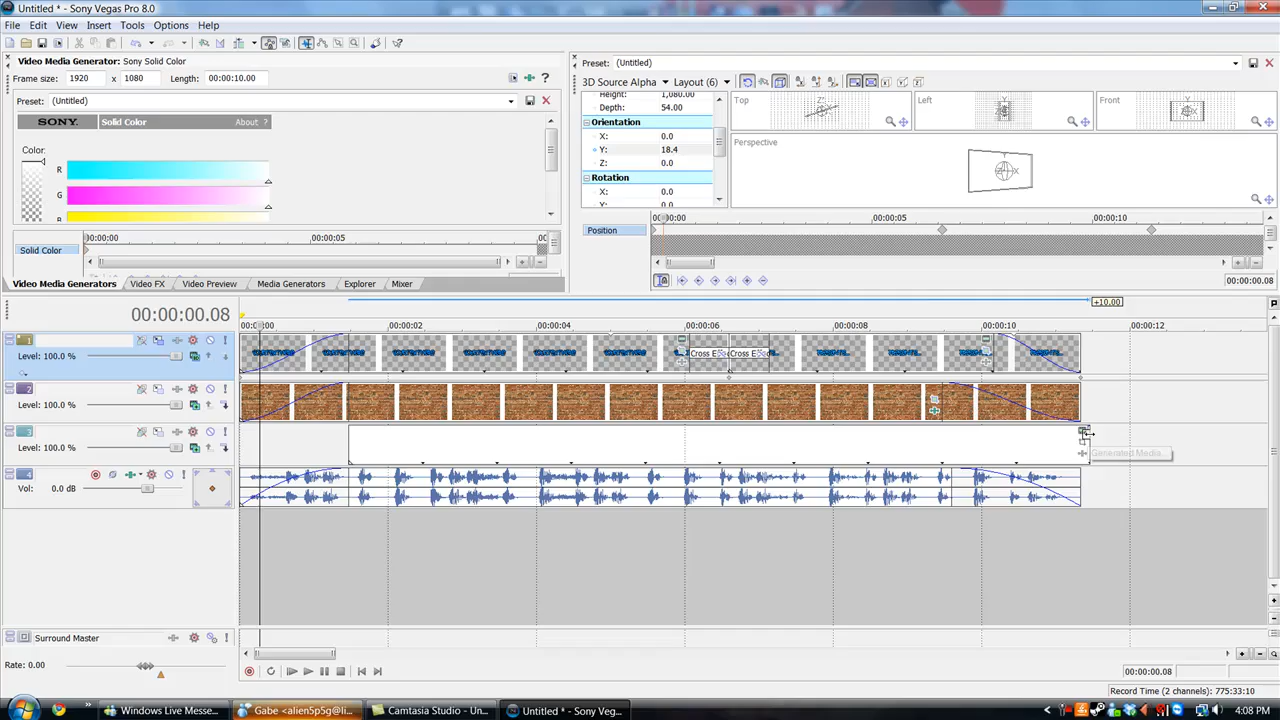 Untitled * - Sony Vegas Pro 8.0
File Edit View Insert Tools Options Help
Video Media Generator: Sony Solid Color
Frame size: 1920 x 1080 Length: 00:00:10.00
Preset: (Untitled)
SONY. Solid Color About ?
Color:
R
G
Solid Color
00:00:00 00:00:05
Video Media Generators Video FX Video Preview Media Generators Explorer Mixer
Preset: (Untitled)
3D Source Alpha Layout (6)
Height: 1,080.00
Depth: 54.00
Orientation
X: 0.0
Y: 18.4
Z: 0.0
Rotation
X: 0.0
Top Left Front
Perspective
00:00:00 00:00:05 00:00:10
Position
00:00:00.08
00:00:00.08
+10.00
00:00:02 00:00:04 00:00:06 00:00:08 00:00:10 00:00:12
1
Level: 100.0 %
2
Level: 100.0 %
3
Level: 100.0 %
Generated Media...
4
Vol: 0.0 dB
Surround Master
Rate: 0.00
00:00:00.08
Record Time (2 channels): 775:33:10
Windows Live Messe...
Gabe <alien5p5g@li...
Camtasia Studio - Un...
Untitled * - Sony Veg...
4:08 PM